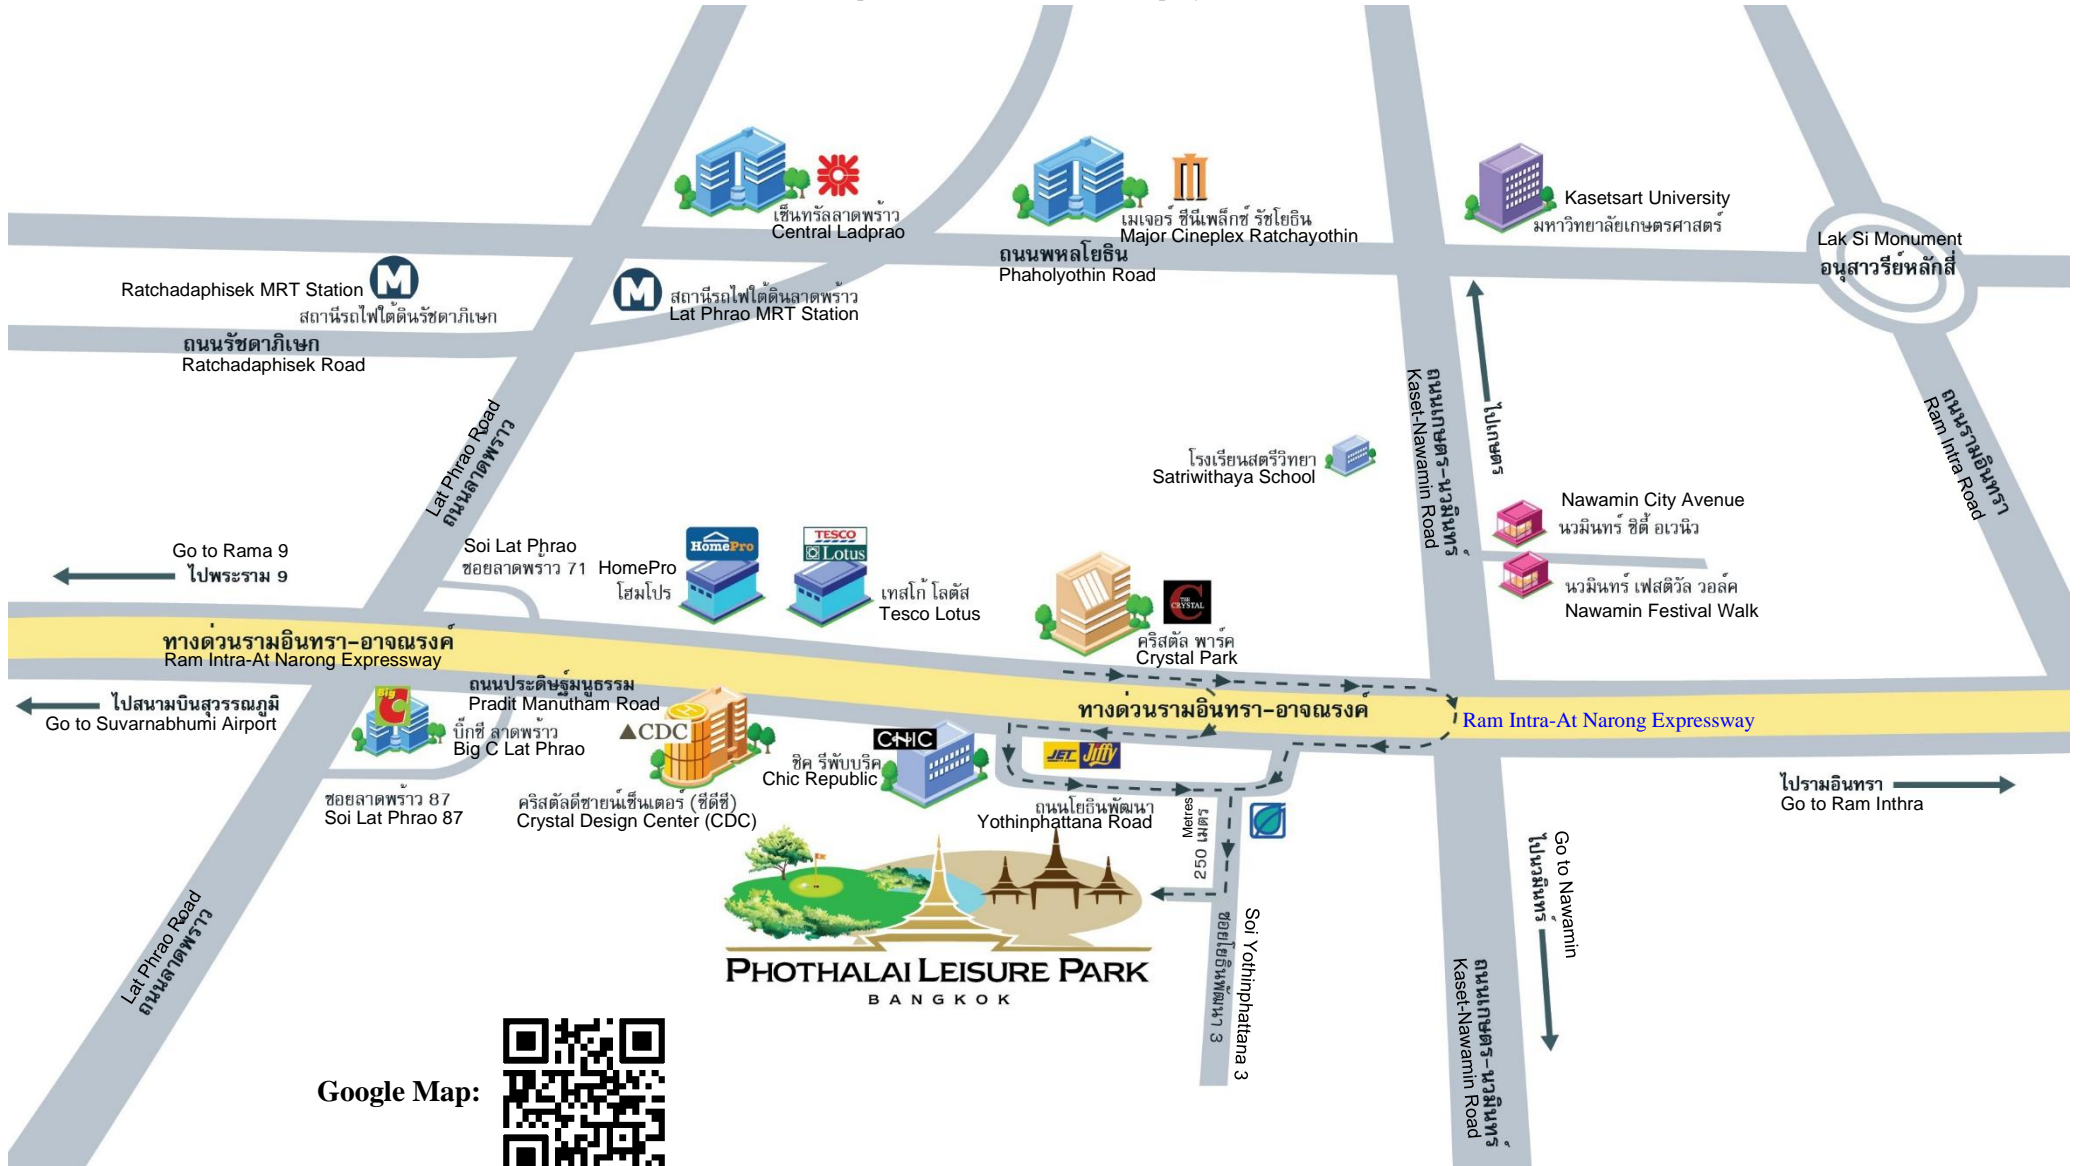 เซ็นทรัลลาดพร้าว
Central Ladprao
เมเจอร์ ซีนีเพล็กซ์ รัชโยธิน
Major Cineplex Ratchayothin
Kasetsart University
มหาวิทยาลัยเกษตรศาสตร์
Lak Si Monument
อนุสาวรีย์หลักสี่
ถนนพหลโยธิน
Phaholyothin Road
Ratchadaphisek MRT Station
M
สถานีรถไฟใต้ดินรัชดาภิเษก
M
สถานีรถไฟใต้ดินลาดพร้าว
Lat Phrao MRT Station
ถนนรัชดาภิเษก
Ratchadaphisek Road
Lat Phrao Road
ถนนลาดพร้าว
ถนนเกษตร-นวมินทร์
Kaset-Nawamin Road
ไปเกษตร
ถนนรามอินทรา
Ram Intra Road
โรงเรียนสตรีวิทยา
Satriwithaya School
Nawamin City Avenue
นวมินทร์ ซิตี้ อเวนิว
นวมินทร์ เฟสติวัล วอล์ค
Nawamin Festival Walk
Go to Rama 9
ไปพระราม 9
Soi Lat Phrao
ซอยลาดพร้าว 71
HomePro
HomePro
โฮมโปร
TESCO
Lotus
เทสโก้ โลตัส
Tesco Lotus
THE
C
CRYSTAL
คริสตัล พาร์ค
Crystal Park
ทางด่วนรามอินทรา-อาจณรงค์
Ram Intra-At Narong Expressway
ถนนประดิษฐ์มนูธรรม
Pradit Manutham Road
ทางด่วนรามอินทรา-อาจณรงค์
Ram Intra-At Narong Expressway
ไปสนามบินสุวรรณภูมิ
Go to Suvarnabhumi Airport
Big
C
บิ๊กซี ลาดพร้าว
Big C Lat Phrao
CDC
CHIC
ชิค รีพับบริค
Chic Republic
JET Jiffy
ไปรามอินทรา
Go to Ram Inthra
ซอยลาดพร้าว 87
Soi Lat Phrao 87
คริสตัลดีซายน์เซ็นเตอร์ (ซีดีซี)
Crystal Design Center (CDC)
ถนนโยธินพัฒนา
Yothinphattana Road
Metres
250 เมตร
Go to Nawamin
ไปนวมินทร์
Lat Phrao Road
ถนนลาดพร้าว
PHOTHALAI LEISURE PARK
BANGKOK
ซอยโยธินพัฒนา 3
Soi Yothinphattana 3
ถนนเกษตร-นวมินทร์
Kaset-Nawamin Road
Google Map: